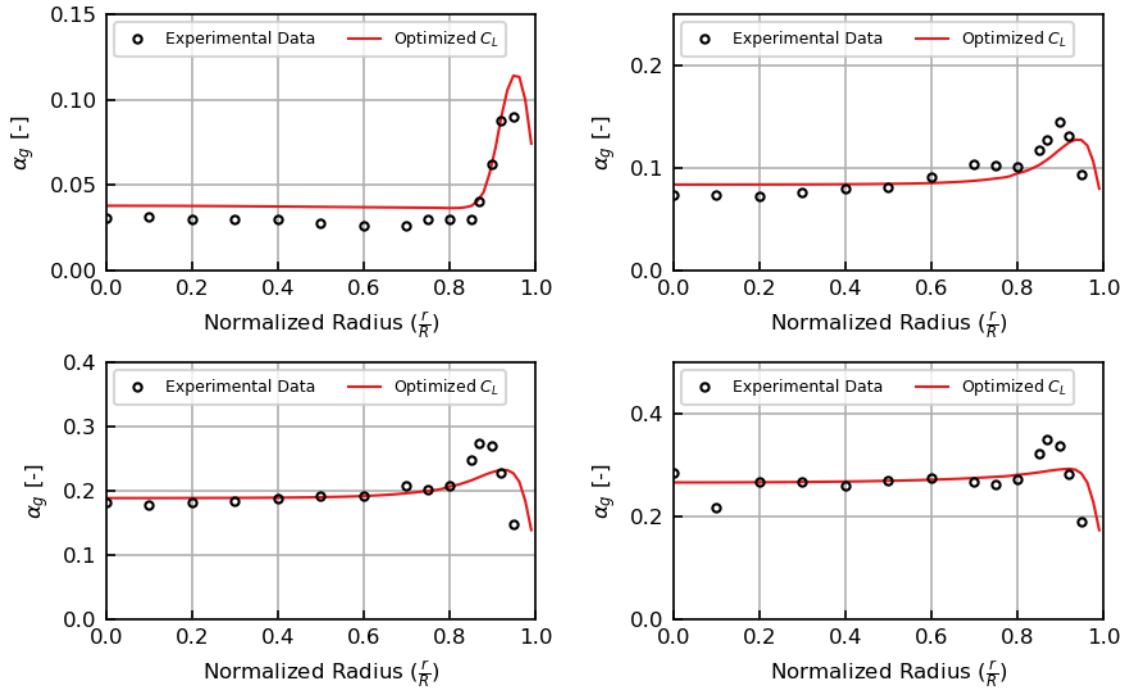 Experimental Data Optimized $C_L$
0.15
0.10
0.05
0.00
α_g [-]
0.0 0.2 0.4 0.6 0.8 1.0
Normalized Radius ($\frac{r}{R}$)
Experimental Data Optimized $C_L$
0.2
0.1
0.0
α_g [-]
0.0 0.2 0.4 0.6 0.8 1.0
Normalized Radius ($\frac{r}{R}$)
Experimental Data Optimized $C_L$
0.4
0.3
0.2
0.1
0.0
α_g [-]
0.0 0.2 0.4 0.6 0.8 1.0
Normalized Radius ($\frac{r}{R}$)
Experimental Data Optimized $C_L$
0.4
0.2
0.0
α_g [-]
0.0 0.2 0.4 0.6 0.8 1.0
Normalized Radius ($\frac{r}{R}$)